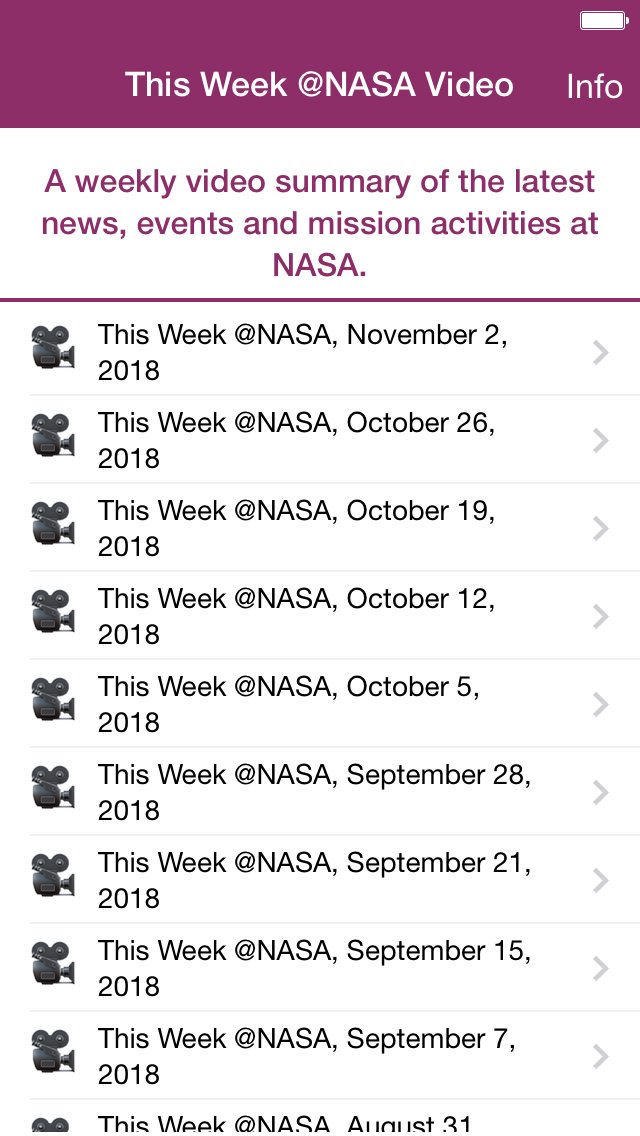 This Week @NASA Video
Info
A weekly video summary of the latest
news, events and mission activities at
NASA.
This Week @NASA, November 2,
2018
This Week @NASA, October 26,
2018
This Week @NASA, October 19,
2018
This Week @NASA, October 12,
2018
This Week @NASA, October 5,
2018
This Week @NASA, September 28,
2018
This Week @NASA, September 21,
2018
This Week @NASA, September 15,
2018
This Week @NASA, September 7,
2018
This Week @NASA, August 31